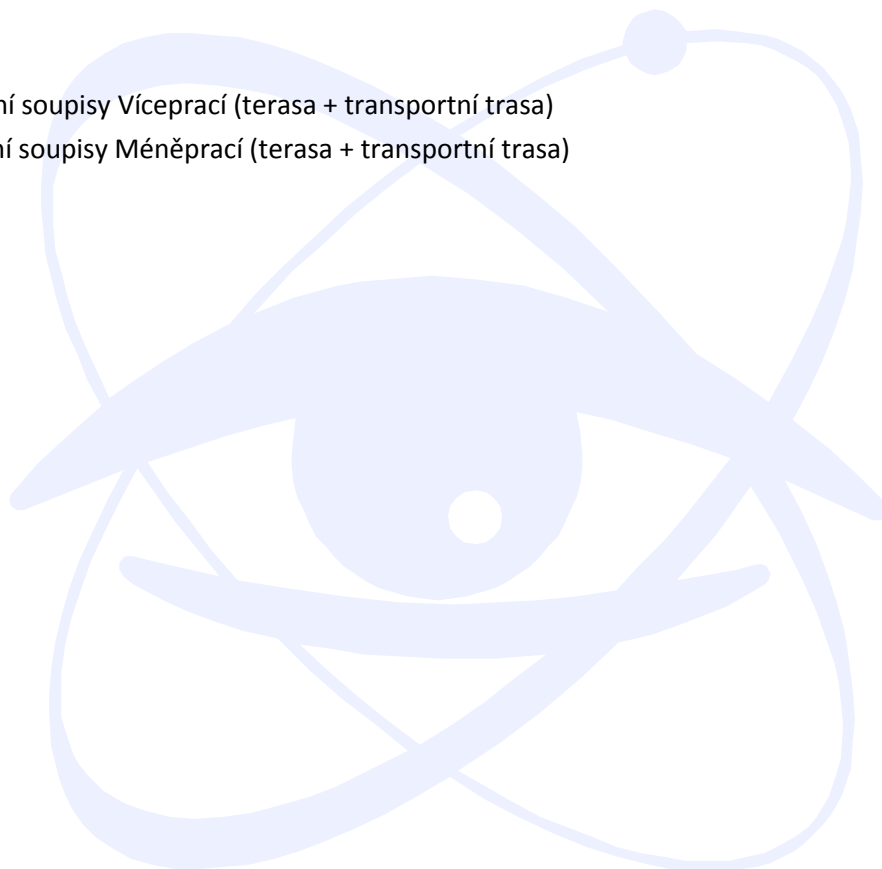 ní soupisy Víceprací (terasa + transportní trasa)
ní soupisy Méněprací (terasa + transportní trasa)